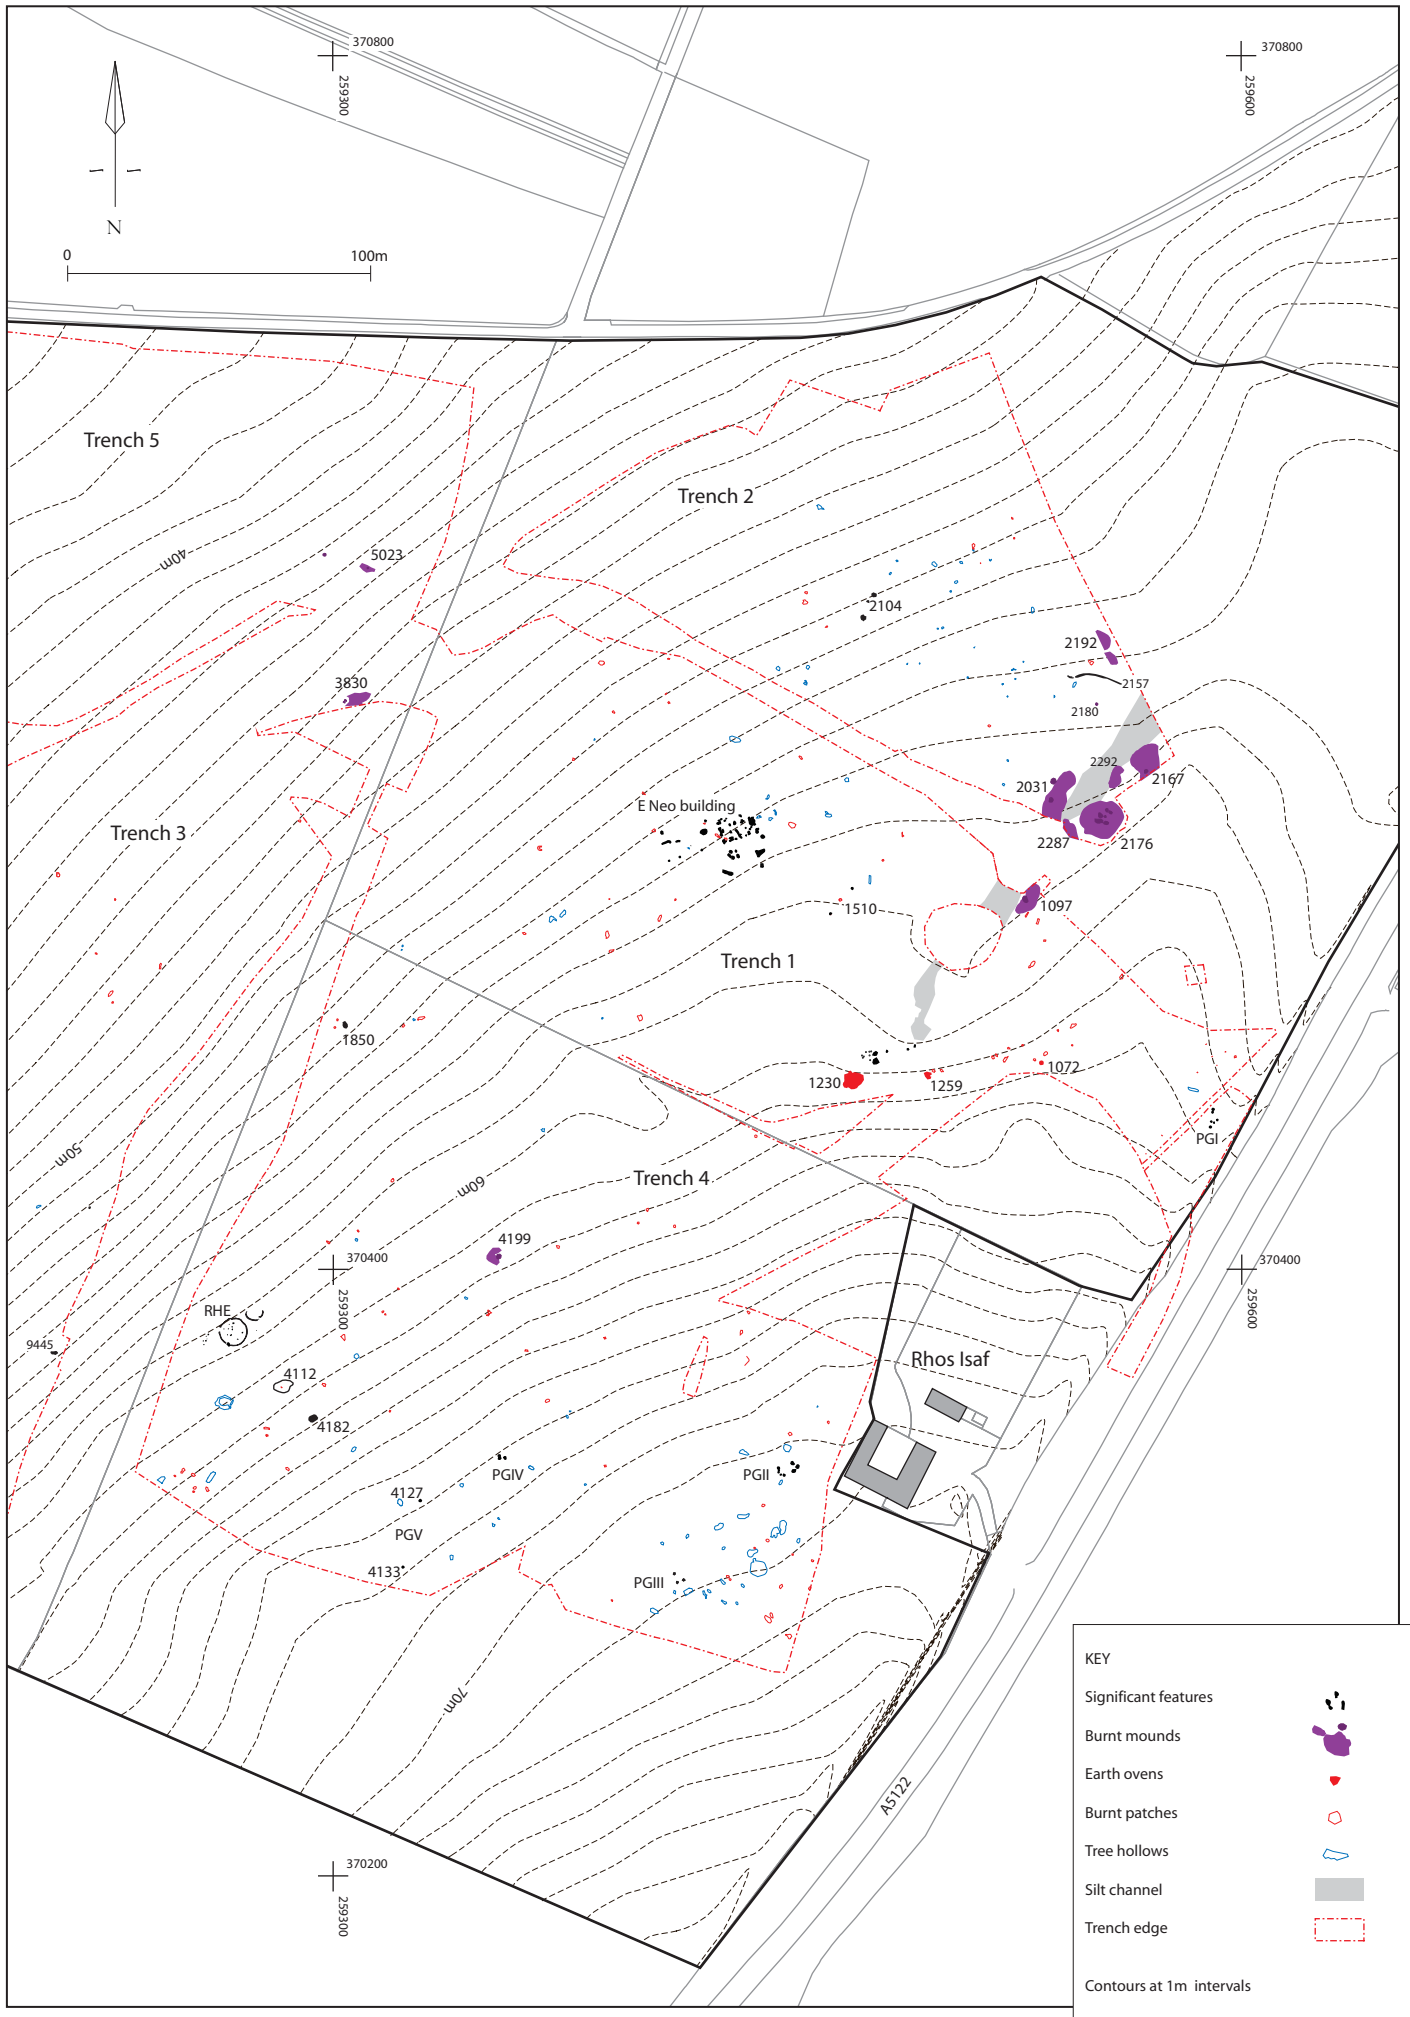 370800
259300
370800
259600
N
0
100m
Trench 5
Trench 2
40m
5023
2104
2192
3830
2157
2180
2292
2031
2167
E Neo building
Trench 3
2287
2176
1097
1510
Trench 1
1850
1230
1259
1072
50m
PGI
60m
Trench 4
4199
370400
259300
370400
259600
RHE
9445
Rhos Isaf
4112
4182
PGIV
PGII
4127
PGV
4133
PGIII
70m
A5122
370200
259300
KEY
Significant features
Burnt mounds
Earth ovens
Burnt patches
Tree hollows
Silt channel
Trench edge
Contours at 1m intervals